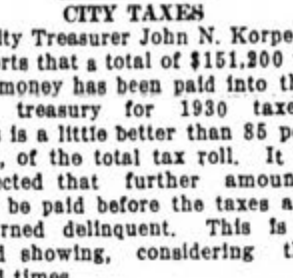 CITY TAXES
ity Treasurer John N. Korpe
orts that a total of $151,200
money has been paid into th
treasury for 1930 taxe
s is a little better than 85 p
, of the total tax roll. It
ected that further amoun
be paid before the taxes a
rned delinquent. This is
d showing, considering t
d times.